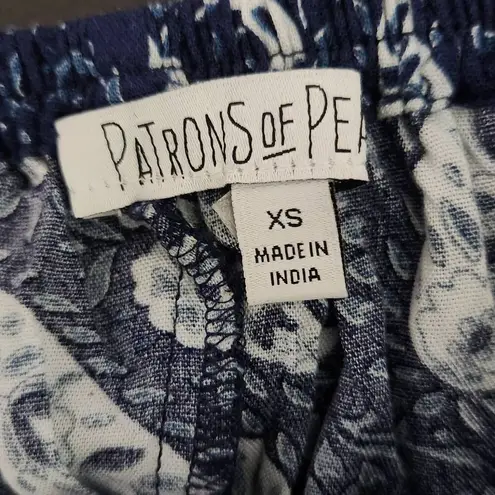 PATRONS OF PEA
XS
MADE IN
INDIA